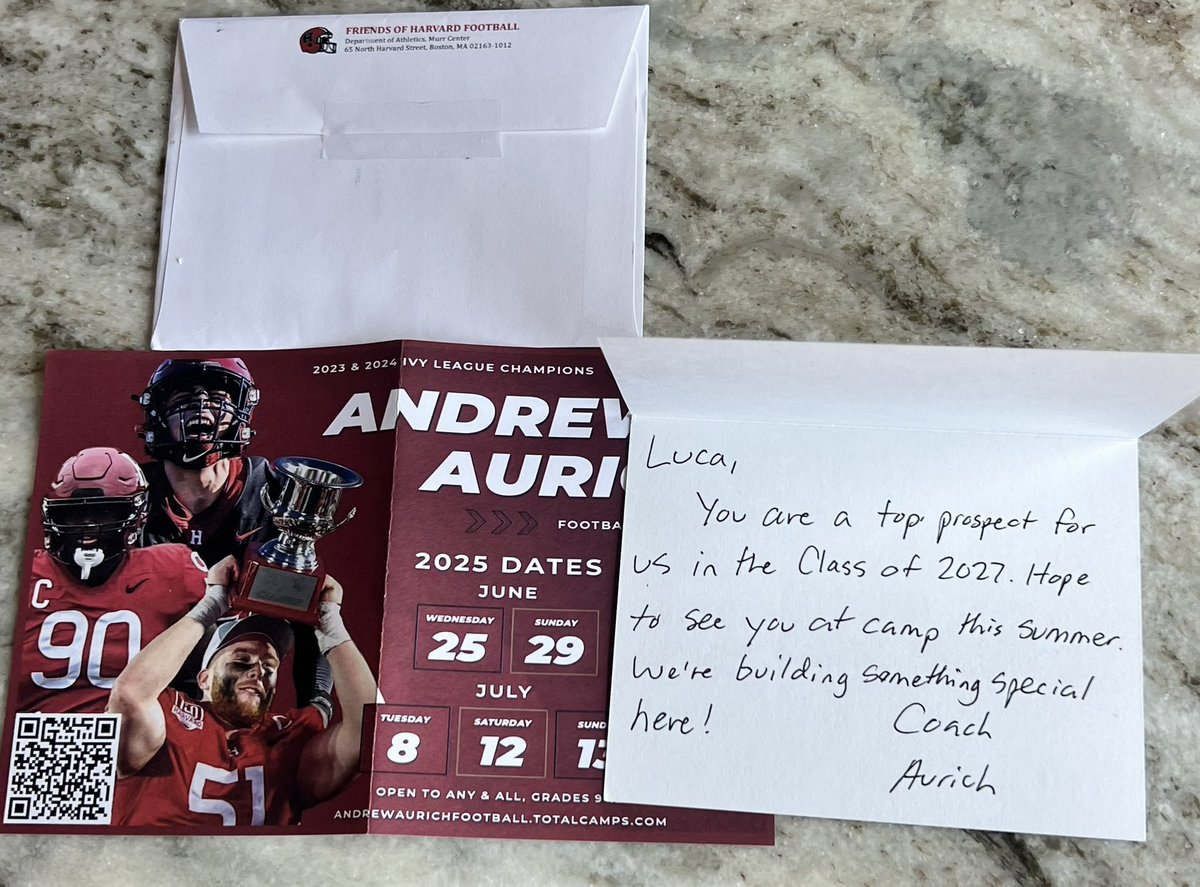 FRIENDS OF HARVARD FOOTBALL
Department of Athletics, Murr Center
65 North Harvard Street, Boston, MA 02163-1012
2023 & 2024 IVY LEAGUE CHAMPIONS
ANDREW
AURIC
FOOTBA
2025 DATES
JUNE
WEDNESDAY
25
SUNDAY
29
JULY
TUESDAY
8
SATURDAY
12
SUND
13
OPEN TO ANY & ALL, GRADES 9
ANDREWAURICHFOOTBALL.TOTALCAMPS.COM
H
C
90
51
Luca,
You are a top prospect for
us in the Class of 2027. Hope
to see you at camp this summer.
We're building something special
here!
Coach
Aurich